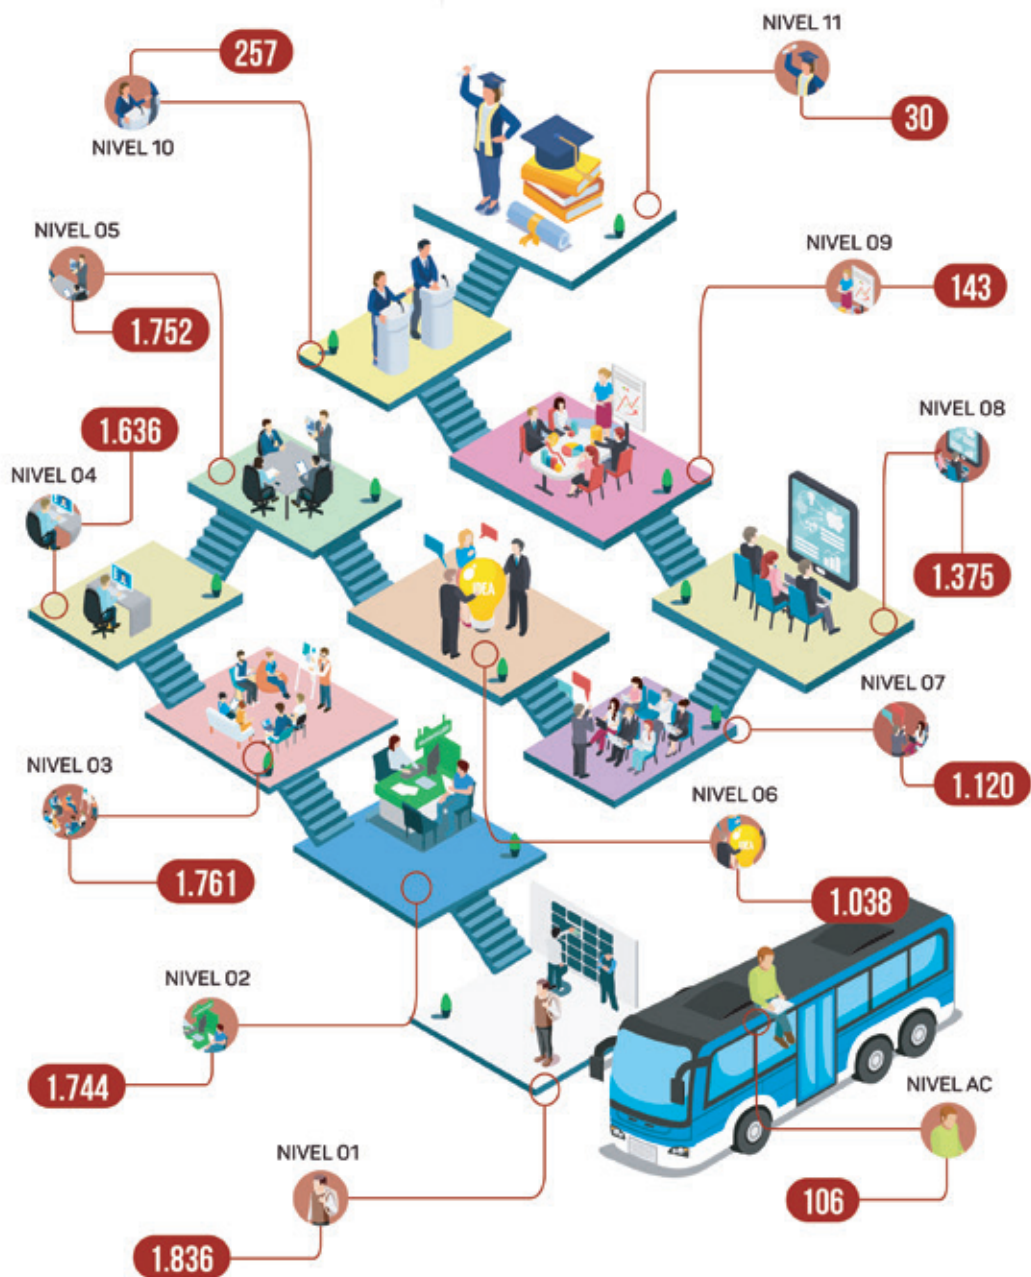 NIVEL 11
257
30
NIVEL 10
NIVEL 05
NIVEL 09
143
1.752
NIVEL 08
1.636
NIVEL 04
1.375
IDEA
NIVEL 07
NIVEL 03
1.120
NIVEL 06
IDEA
1.761
1.038
NIVEL 02
1.744
NIVEL AC
NIVEL 01
106
1.836